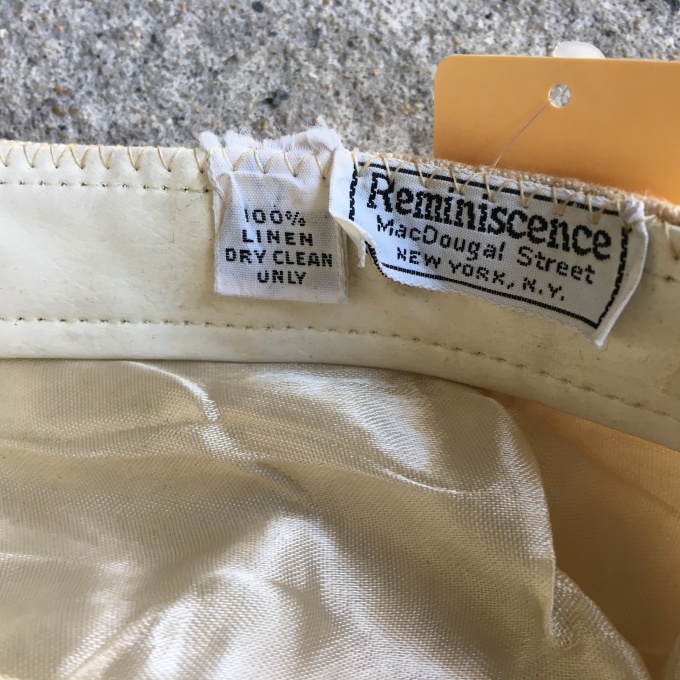 100%
LINEN
DRY CLEAN
ONLY
Reminiscence
MacDougal Street
NEW YORK, N.Y.